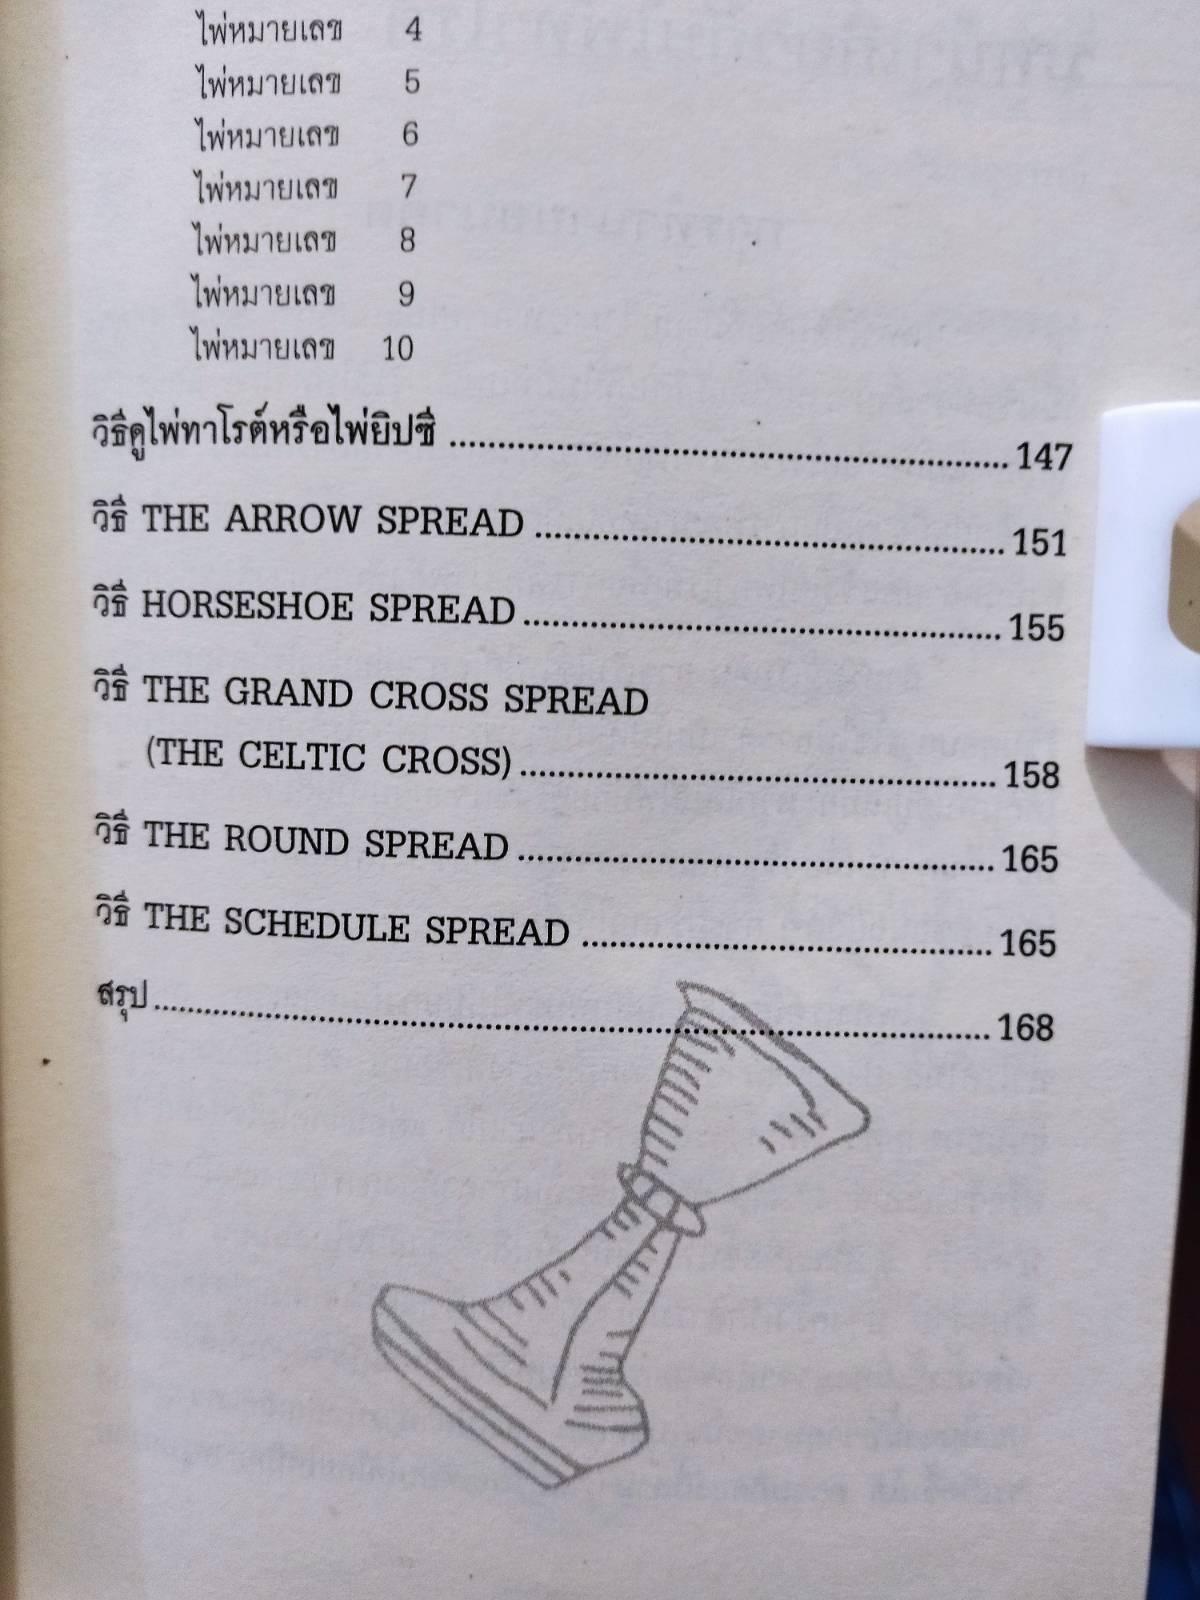 ไพ่หมายเลข 4
ไพ่หมายเลข 5
ไพ่หมายเลข 6
ไพ่หมายเลข 7
ไพ่หมายเลข 8
ไพ่หมายเลข 9
ไพ่หมายเลข 10
วิธีดูไพ่ทาโรต์หรือไพ่ยิปซี ........................................................ 147
วิธี THE ARROW SPREAD ............................................... 151
วิธี HORSESHOE SPREAD ................................................ 155
วิธี THE GRAND CROSS SPREAD
(THE CELTIC CROSS) ................................................ 158
วิธี THE ROUND SPREAD ................................................ 165
วิธี THE SCHEDULE SPREAD ......................................... 165
สรุป .................................................................................... 168